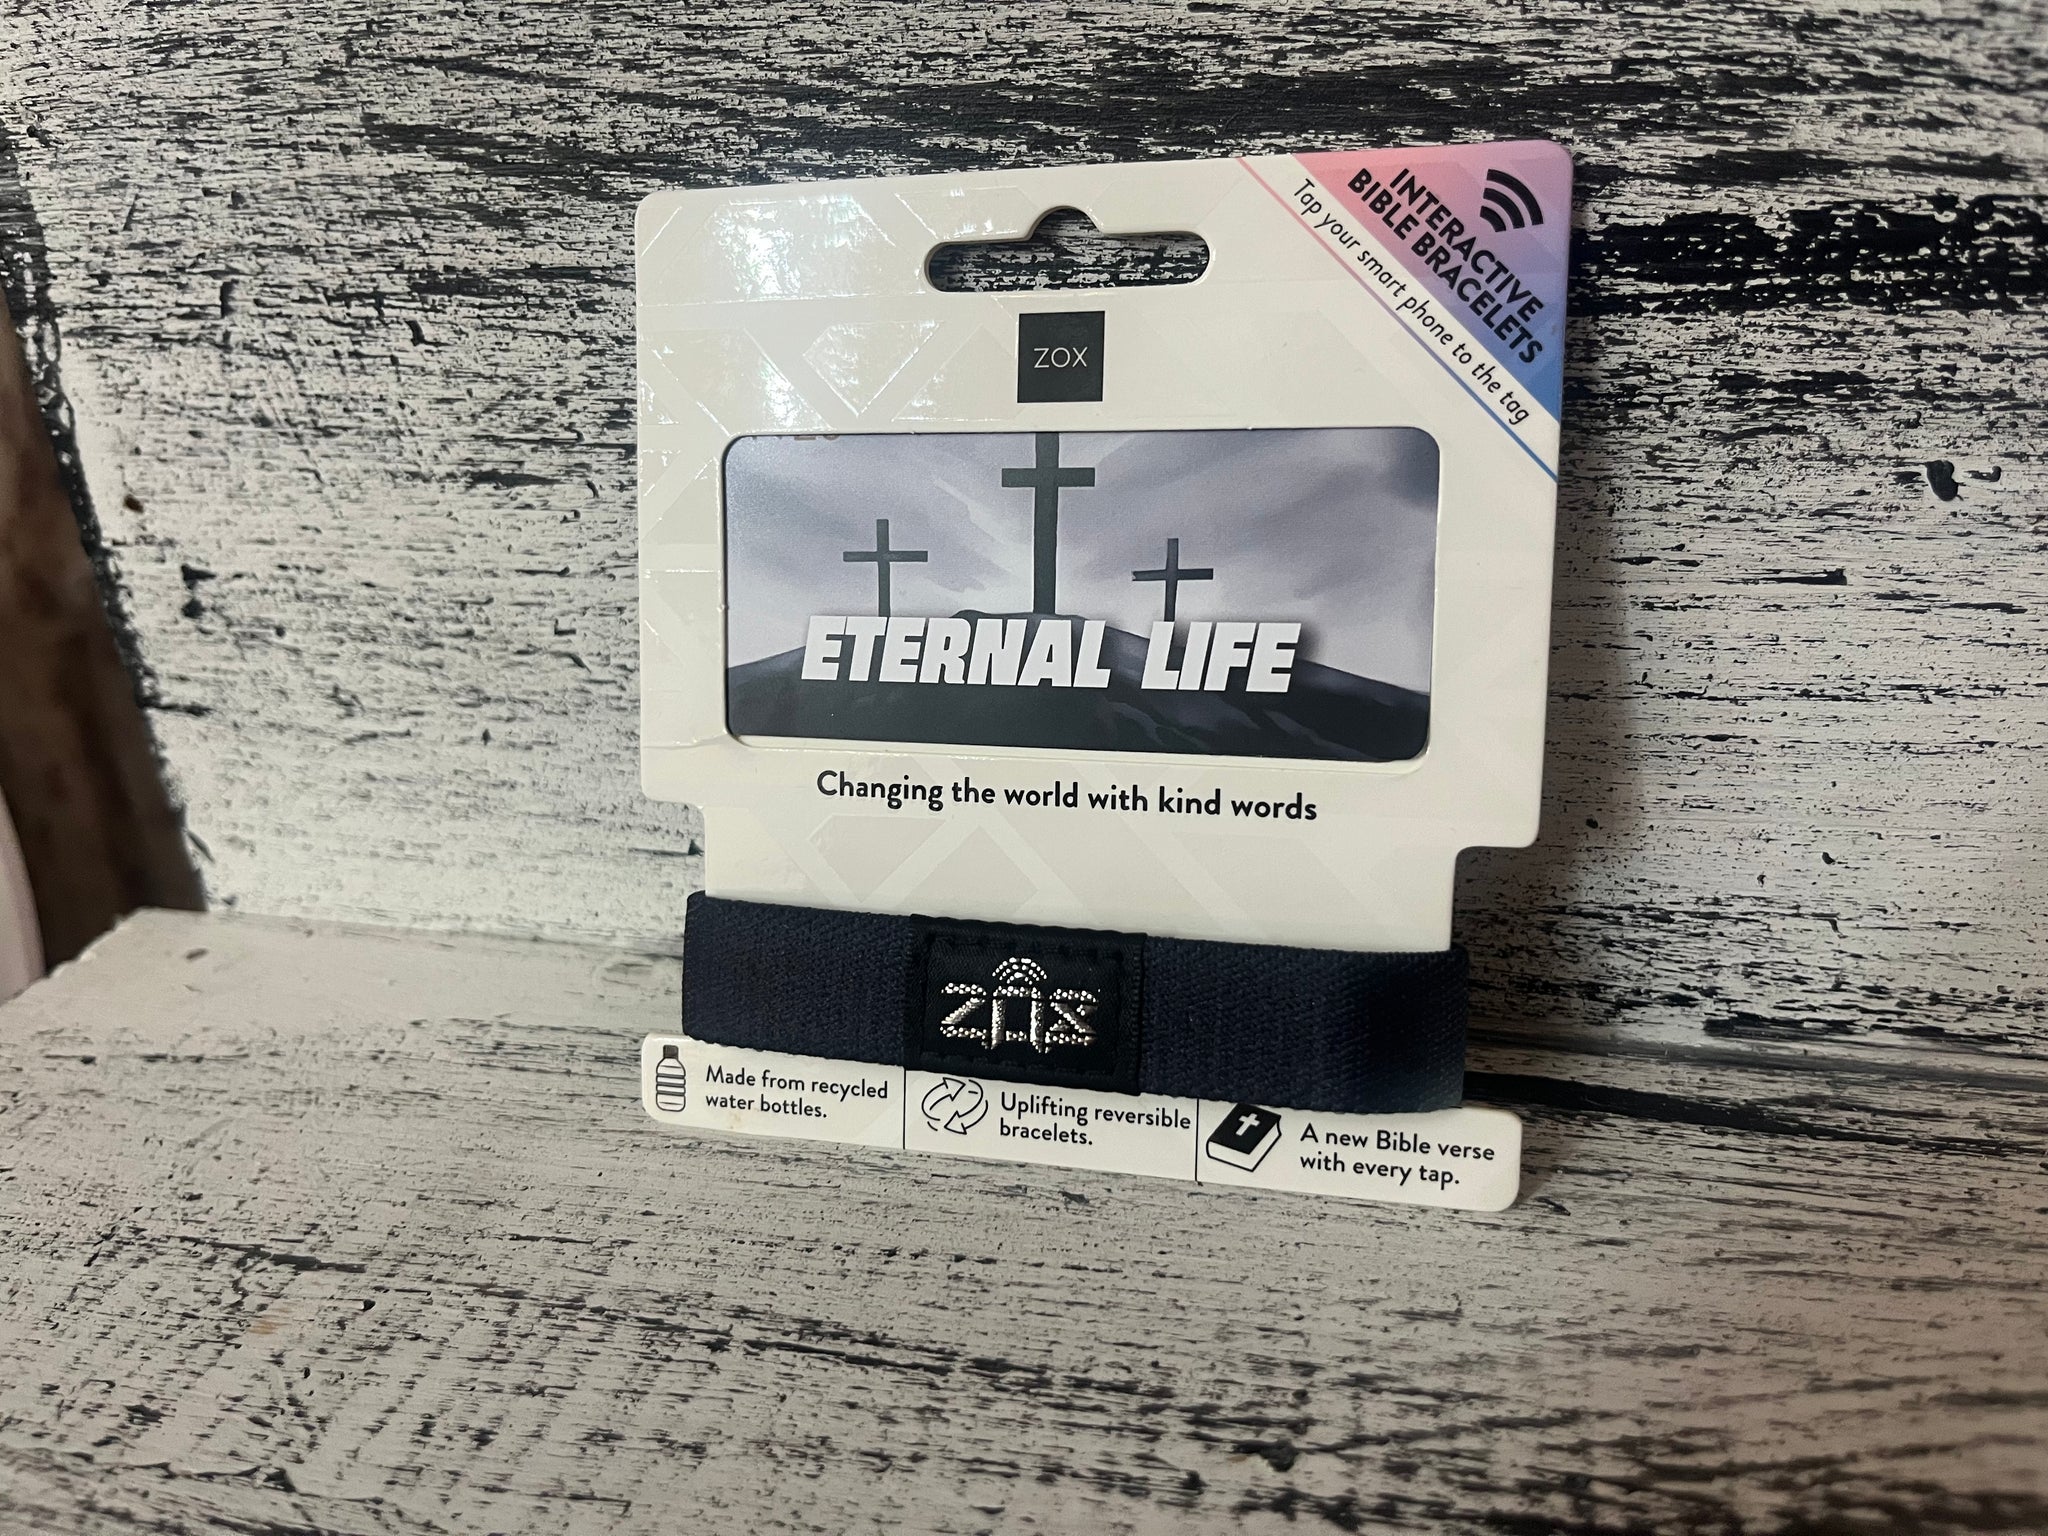 INTERACTIVE
BIBLE BRACELETS
Tap your smart phone to the tag
ZOX
ETERNAL LIFE
Changing the world with kind words
ZOX
Made from recycled
water bottles.
Uplifting reversible
bracelets.
A new Bible verse
with every tap.